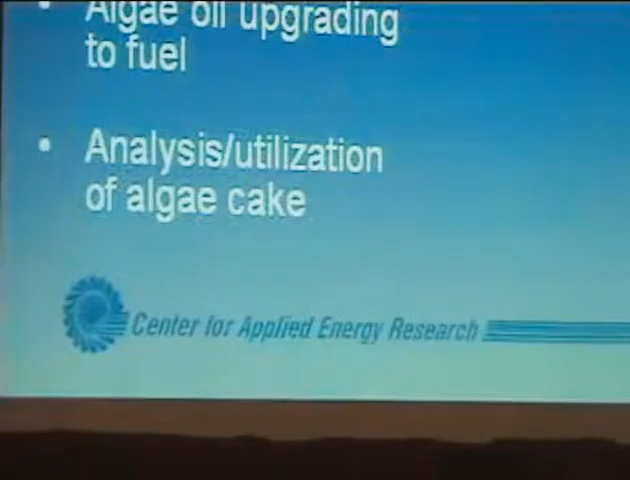 • Algae oil upgrading
to fuel
• Analysis/utilization
of algae cake
Center for Applied Energy Research